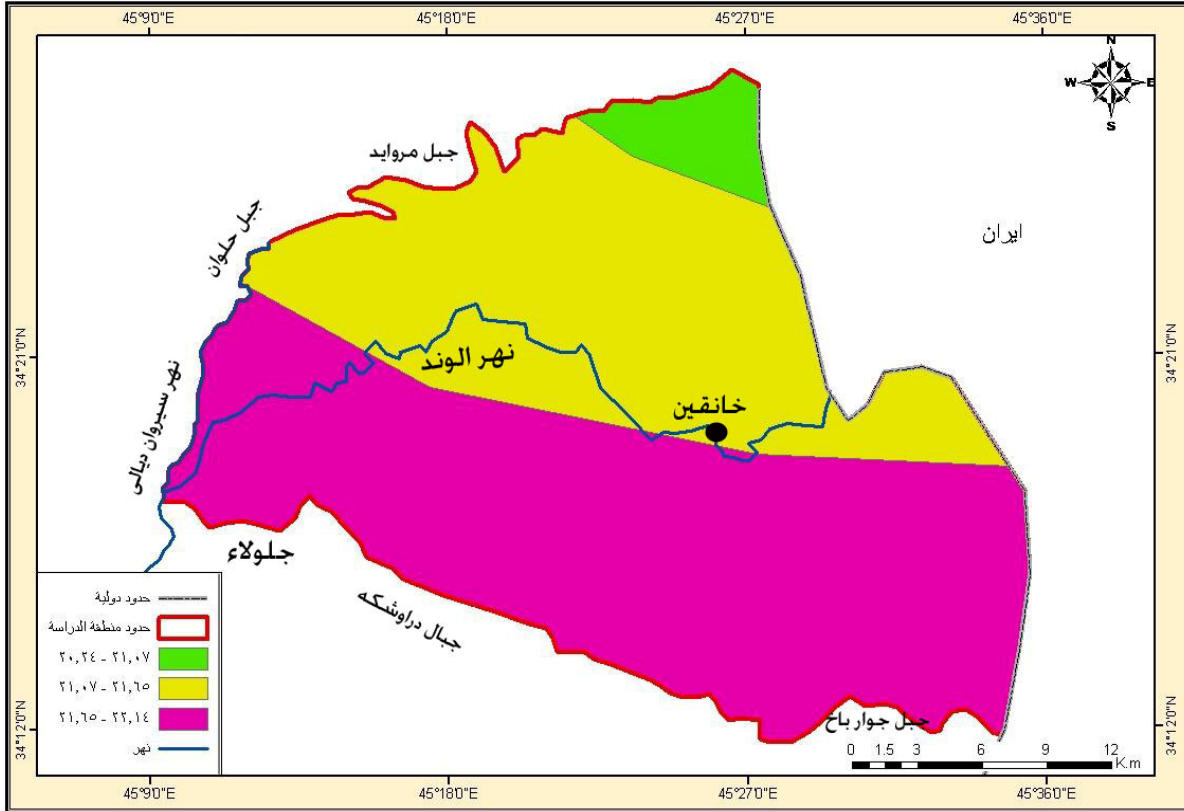 45°9'0"E 45°18'0"E 45°27'0"E 45°36'0"E
N
W E
S
جبل مروايد
جبل حلوان
ايران
34°21'0"N 34°21'0"N
نهر الوند
نهر سيروان ديالى
خانقين
جلولاء
جبال دراوشكه
جبل جوارباخ
حدود دولية
حدود منطقة الدراسة
٢٠,٢٤ - ٢١,٠٧
٢١,٠٧ - ٢١,٦٥
٢١,٦٥ - ٢٢,١٤
نهر
34°12'0"N 34°12'0"N
0 1.5 3 6 9 12
K.m
45°9'0"E 45°18'0"E 45°27'0"E 45°36'0"E